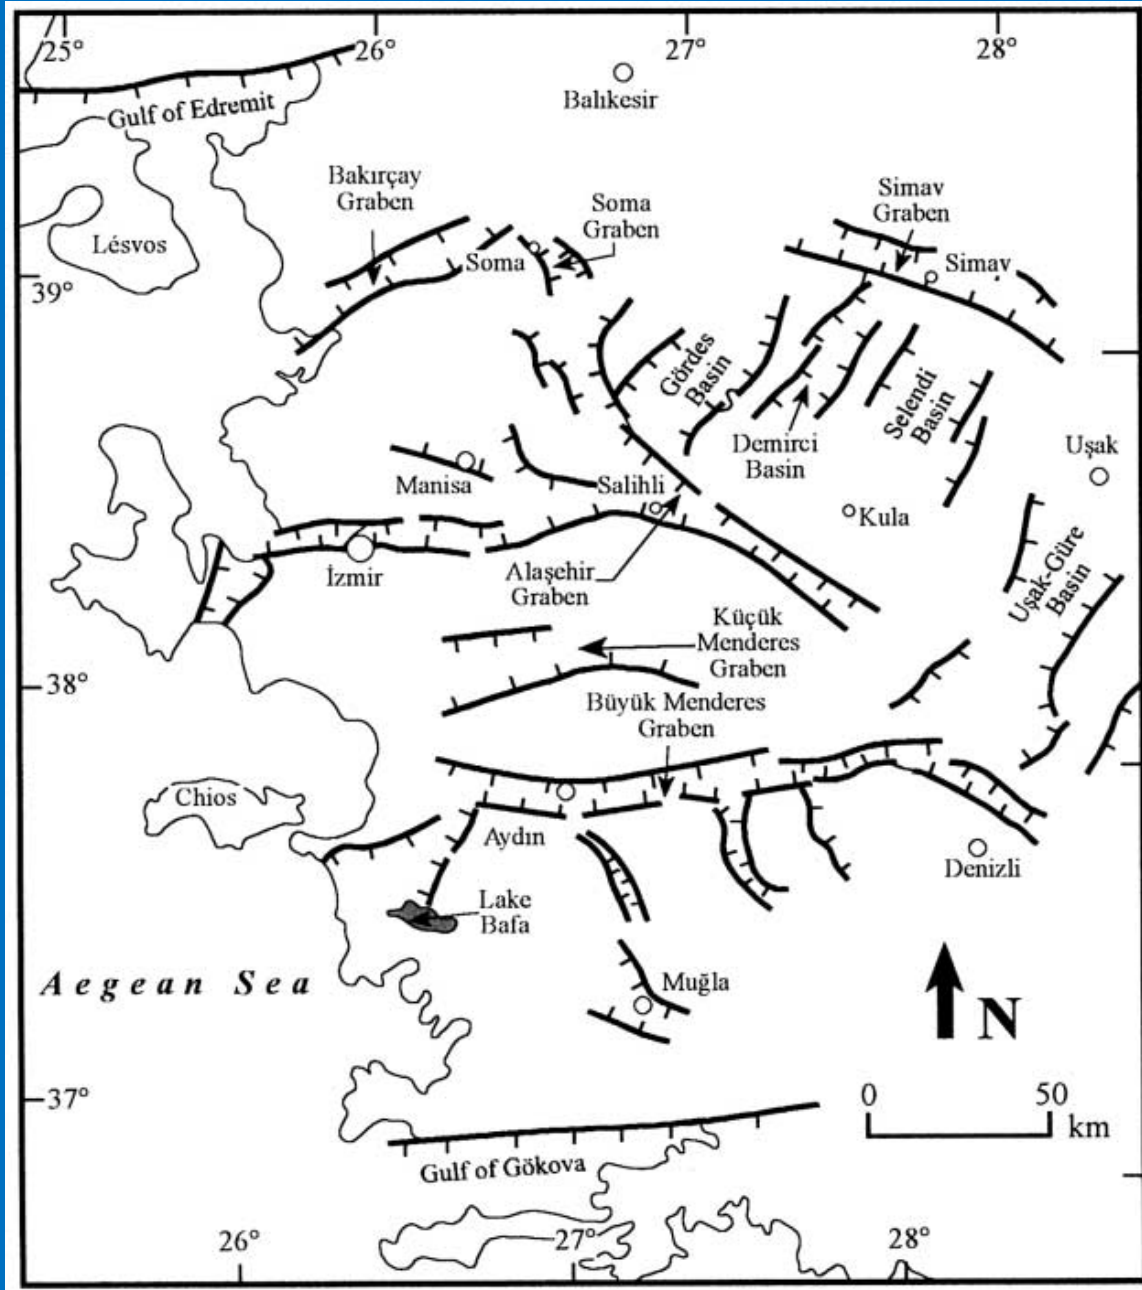 25°
26°
27°
28°
Balıkesir
Gulf of Edremit
Bakırçay
Graben
Soma
Graben
Simav
Graben
Lésvos
Soma
Simav
39°
Gördes
Basin
Selendi
Basin
Demirci
Basin
Uşak
Manisa
Salihli
Kula
İzmir
Alaşehir
Graben
Uşak-Güre
Basin
Küçük
Menderes
Graben
38°
Büyük Menderes
Graben
Chios
Aydın
Denizli
Lake
Bafa
Aegean Sea
Muğla
N
37°
0
50
km
Gulf of Gökova
26°
27°
28°